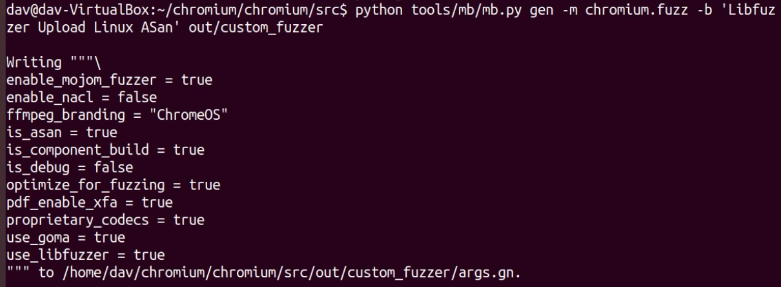 dav@dav-VirtualBox:~/chromium/chromium/src$ python tools/mb/mb.py gen -m chromium.fuzz -b 'Libfuz
zer Upload Linux ASan' out/custom_fuzzer
Writing """\
enable_mojom_fuzzer = true
enable_nacl = false
ffmpeg_branding = "ChromeOS"
is_asan = true
is_component_build = true
is_debug = false
optimize_for_fuzzing = true
pdf_enable_xfa = true
proprietary_codecs = true
use_goma = true
use_libfuzzer = true
""" to /home/dav/chromium/chromium/src/out/custom_fuzzer/args.gn.